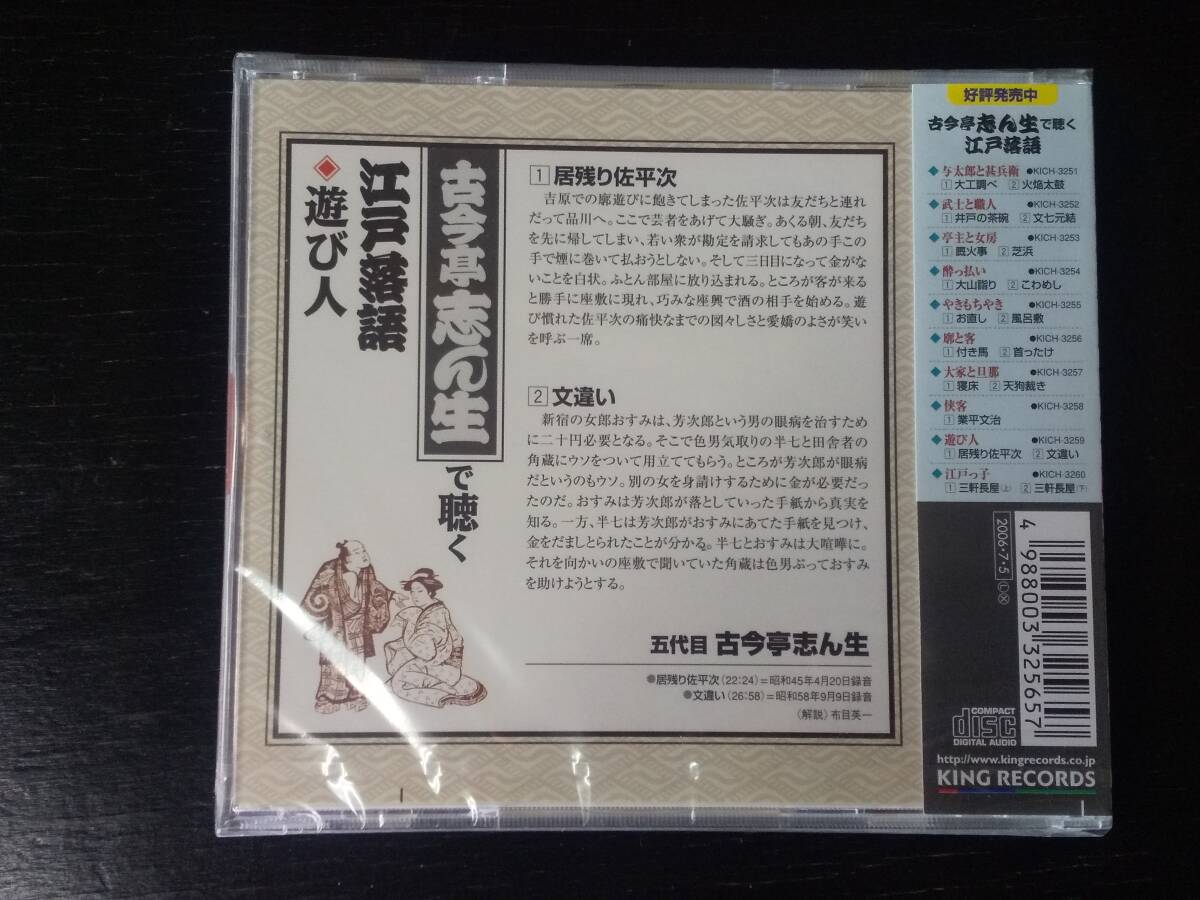 古今亭志ん生で聴く
江戸落語
◆遊び人
1 居残り佐平次
吉原での廓遊びに飽きてしまった佐平次は友だちと連れ
だって品川へ。ここで芸者をあげて大騒ぎ。あくる朝、友だち
を先に帰してしまい、若い衆が勘定を請求してもあの手この
手で煙に巻いて払おうとしない。そして三日目になって金がな
いことを白状。ふとん部屋に放り込まれる。ところが客が来る
と勝手に座敷に現れ、巧みな座興で酒の相手を始める。遊
び慣れた佐平次の痛快なまでの図々しさと愛嬌のよさが笑い
を呼ぶ一席。
2 文違い
新宿の女郎おすみは、芳次郎という男の眼病を治すため
に二十円必要となる。そこで色男気取りの半七と田舎者の
角蔵にウソをついて用立ててもらう。ところが芳次郎が眼病
だというのもウソ。別の女を身請けするために金が必要だっ
たのだ。おすみは芳次郎が落としていった手紙から真実を
知る。一方、半七は芳次郎がおすみにあてた手紙を見つけ、
金をだましとられたことが分かる。半七とおすみは大喧嘩に。
それを向かいの座敷で聞いていた角蔵は色男ぶっておすみ
を助けようとする。
五代目 古今亭志ん生
●居残り佐平次(22:24)=昭和45年4月20日録音
●文違い(26:58)=昭和58年9月9日録音
(解説)布目英一
好評発売中
古今亭志ん生で聴く
江戸落語
◆与太郎と甚兵衛 ●KICH-3251
1 大工調べ 2 火焔太鼓
◆武士と職人 ●KICH-3252
1 井戸の茶碗 2 文七元結
◆亭主と女房 ●KICH-3253
1 厩火事 2 芝浜
◆酔っ払い ●KICH-3254
1 大山詣り 2 こわめし
◆やきもちやき ●KICH-3255
1 お直し 2 風呂敷
◆廓と客 ●KICH-3256
1 付き馬 2 首ったけ
◆大家と旦那 ●KICH-3257
1 寝床 2 天狗裁き
◆侠客 ●KICH-3258
1 業平文治
◆遊び人 ●KICH-3259
1 居残り佐平次 2 文違い
◆江戸っ子 ●KICH-3260
1 三軒長屋(上) 2 三軒長屋(下)
2006・7・5 Ⓛ Ⓧ
4 988003 325657
COMPACT
disc
DIGITAL AUDIO
http://www.kingrecords.co.jp
KING RECORDS